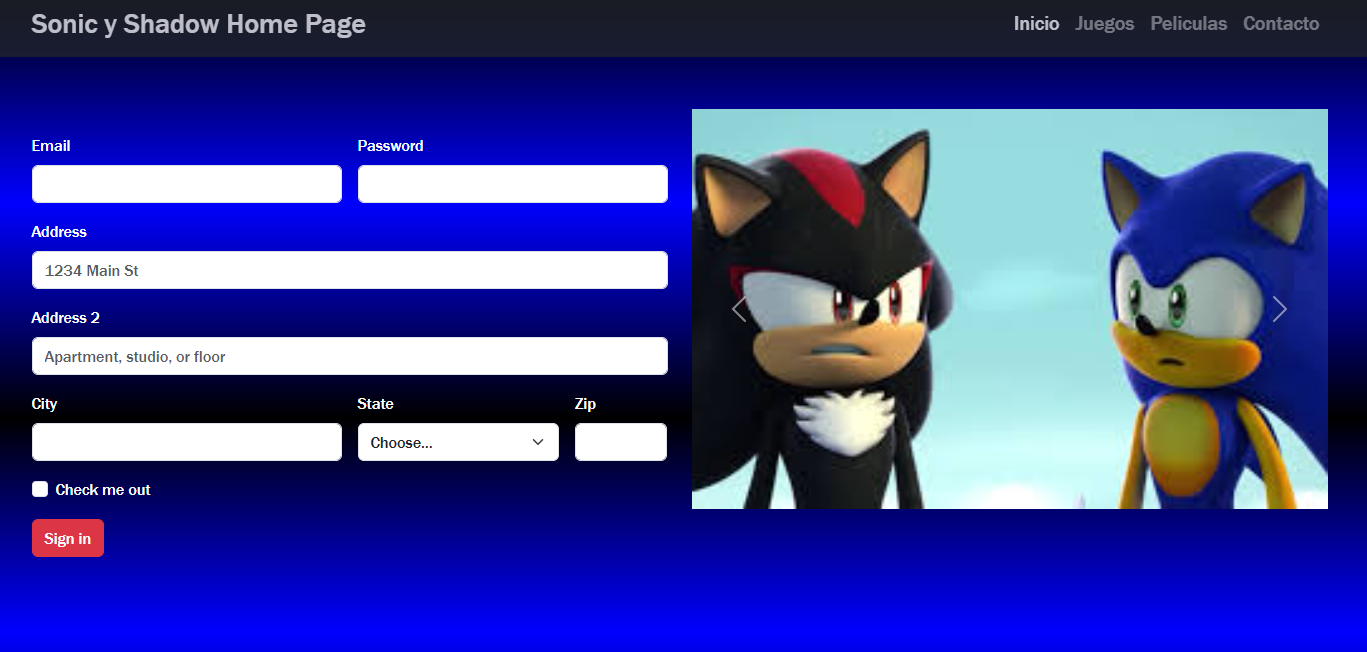 Sonic y Shadow Home Page
Inicio Juegos Peliculas Contacto
Email Password
Address
1234 Main St
Address 2
Apartment, studio, or floor
City State Zip
Choose...
Check me out
Sign in